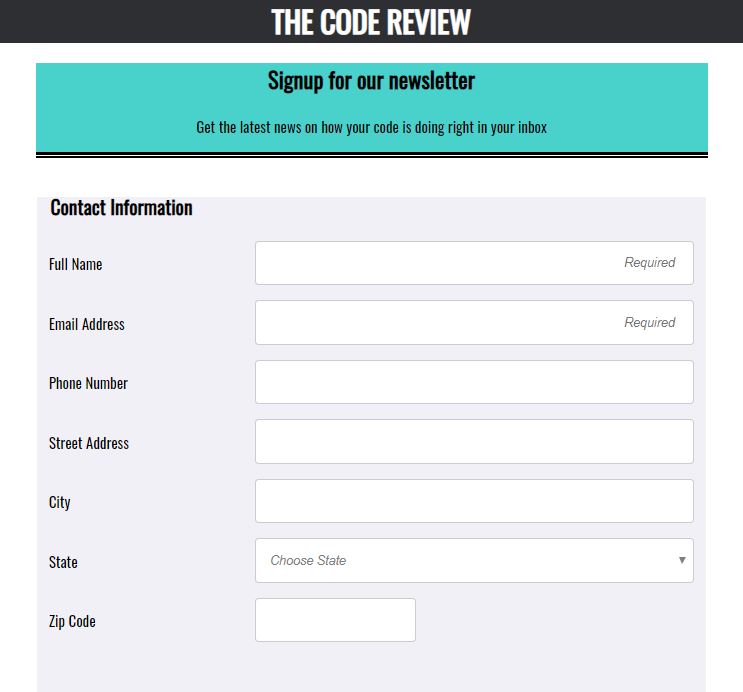 THE CODE REVIEW
Signup for our newsletter
Get the latest news on how your code is doing right in your inbox
Contact Information
Full Name
Required
Email Address
Required
Phone Number
Street Address
City
State
Choose State
Zip Code